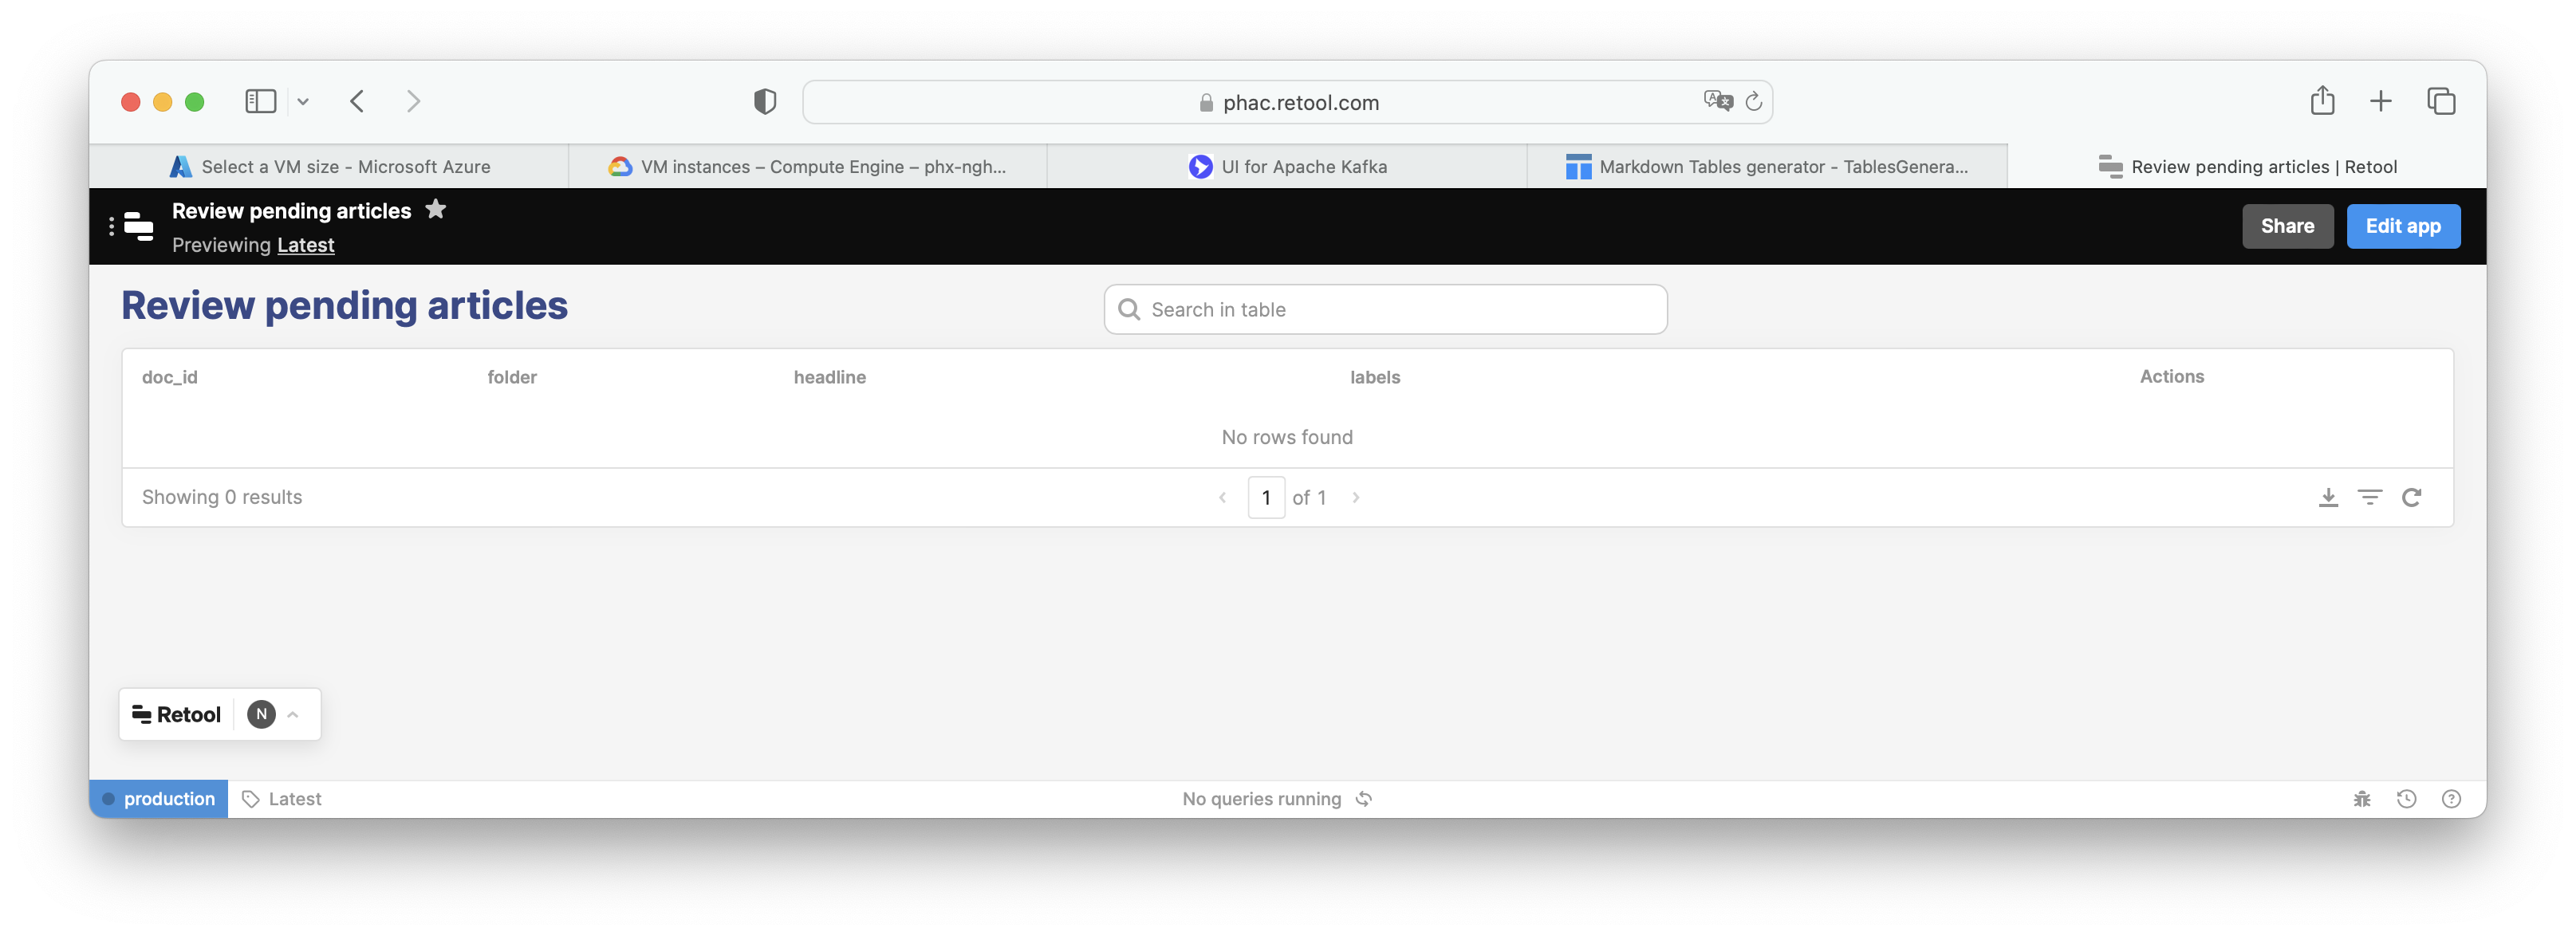 phac.retool.com
Select a VM size - Microsoft Azure
VM instances – Compute Engine – phx-ngh...
UI for Apache Kafka
Markdown Tables generator - TablesGenera...
Review pending articles | Retool
Review pending articles
Previewing Latest
Share
Edit app
Review pending articles
Search in table
doc_id folder headline labels Actions
No rows found
Showing 0 results
1 of 1
Retool N
production
Latest
No queries running